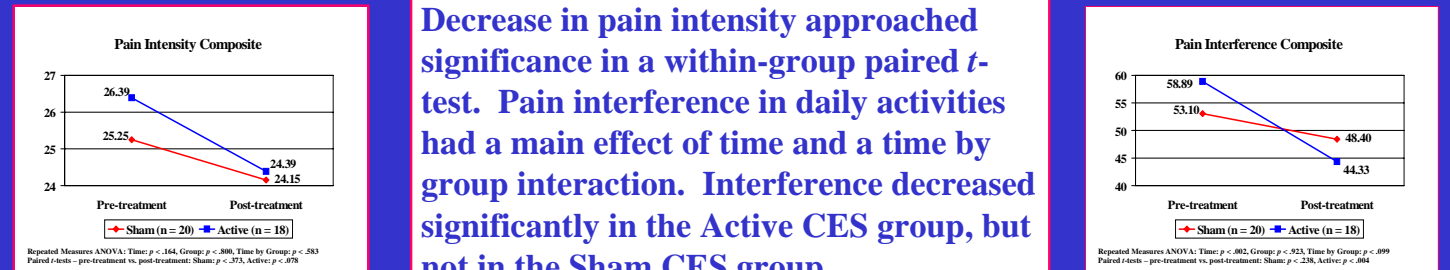 Pain Intensity Composite
27
26
25
24
26.39
25.25
24.39
24.15
Pre-treatment Post-treatment
Sham (n = 20) Active (n = 18)
Repeated Measures ANOVA: Time: p < .164, Group: p < .800, Time by Group: p < .583
Paired t-tests – pre-treatment vs. post-treatment: Sham: p < .373, Active: p < .078
Decrease in pain intensity approached
significance in a within-group paired t-
test. Pain interference in daily activities
had a main effect of time and a time by
group interaction. Interference decreased
significantly in the Active CES group, but
not in the Sham CES group
Pain Interference Composite
60
55
50
45
40
58.89
53.10
48.40
44.33
Pre-treatment Post-treatment
Sham (n = 20) Active (n = 18)
Repeated Measures ANOVA: Time: p < .002, Group: p < .923, Time by Group: p < .099
Paired t-tests – pre-treatment vs. post-treatment: Sham: p < .238, Active: p < .004